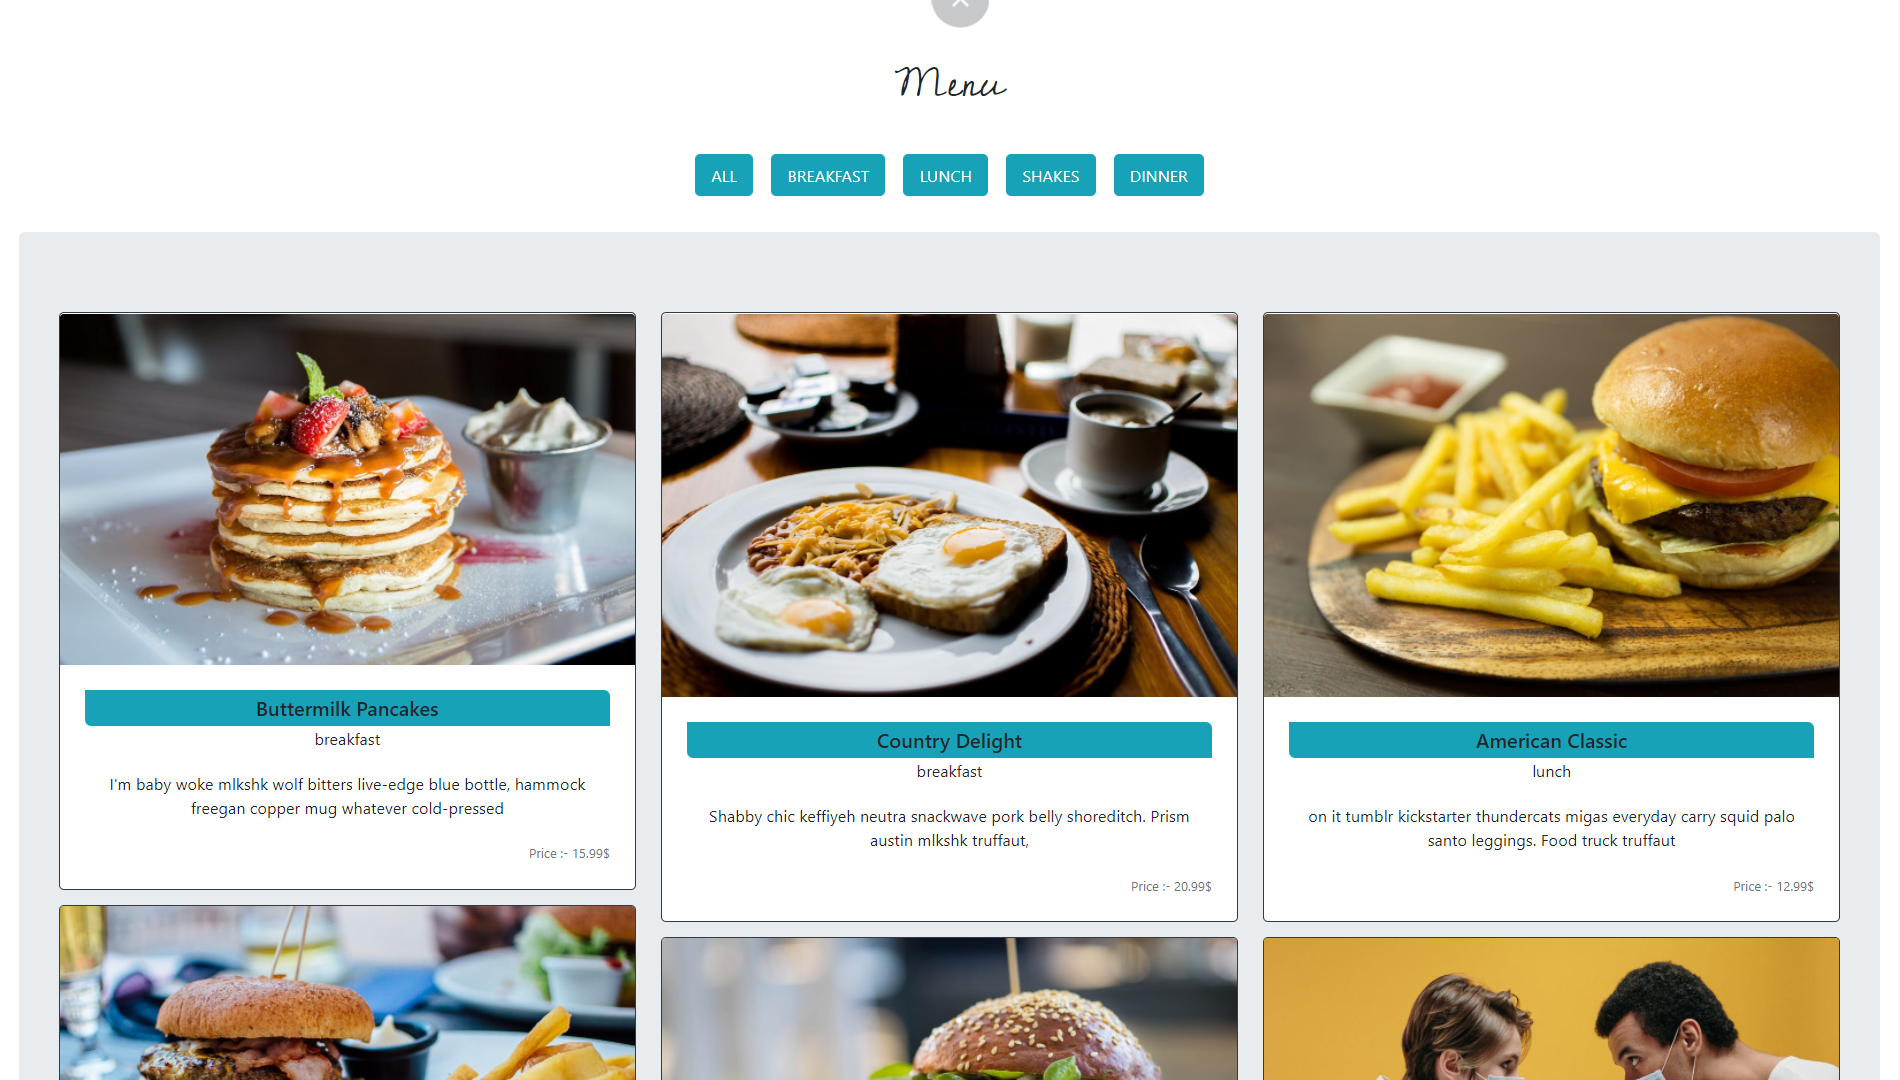 Menu
ALL
BREAKFAST
LUNCH
SHAKES
DINNER
Buttermilk Pancakes
breakfast
I'm baby woke mlkshk wolf bitters live-edge blue bottle, hammock
freegan copper mug whatever cold-pressed
Price :- 15.99$
Country Delight
breakfast
Shabby chic keffiyeh neutra snackwave pork belly shoreditch. Prism
austin mlkshk truffaut,
Price :- 20.99$
American Classic
lunch
on it tumblr kickstarter thundercats migas everyday carry squid palo
santo leggings. Food truck truffaut
Price :- 12.99$